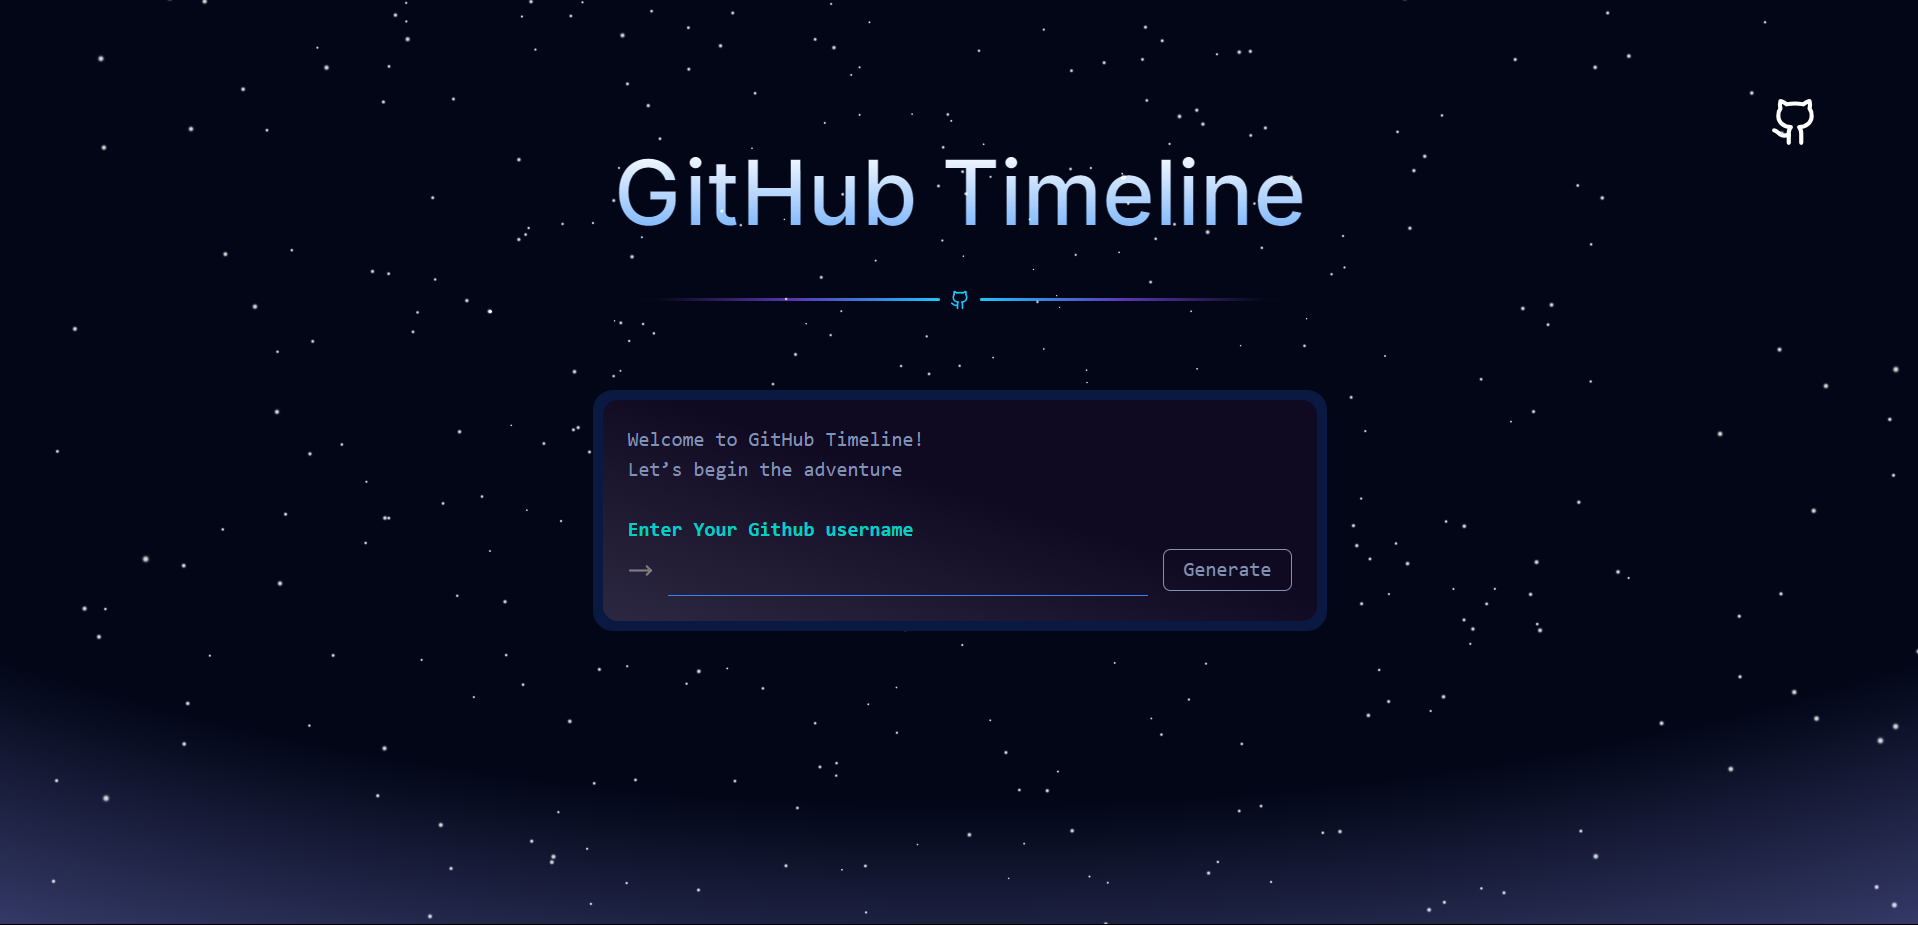 GitHub Timeline
Welcome to GitHub Timeline!
Let’s begin the adventure
Enter Your Github username
Generate